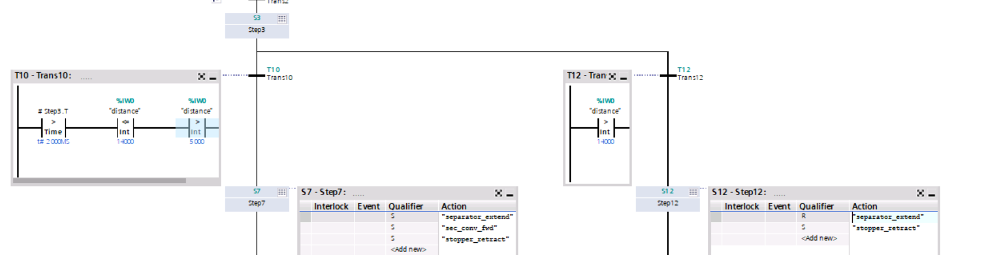 Trans2
S3
Step3
T10 - Trans10: .....
T10
Trans10
%IW0
"distance"
%IW0
"distance"
# Step3.T
>
Time
t# 2000MS
<=
Int
14000
>
Int
5000
T12 - Tran
T12
Trans12
%IW0
"distance"
>
Int
14000
S7
Step7
S7 - Step7: .....
Interlock Event Qualifier Action
S "separator_extend"
S "sec_conv_fwd"
S "stopper_retract"
<Add new>
S12
Step12
S12 - Step12: .....
Interlock Event Qualifier Action
R "separator_extend"
S "stopper_retract"
<Add new>